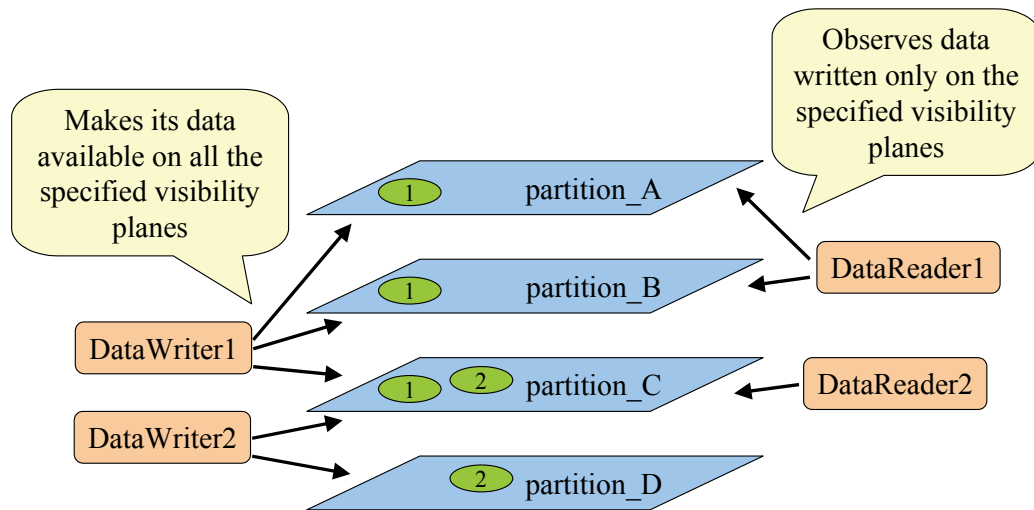 Makes its data
available on all the
specified visibility
planes
Observes data
written only on the
specified visibility
planes
1 partition_A
1 partition_B
DataReader1
DataWriter1
1 2 partition_C
DataReader2
DataWriter2
2 partition_D